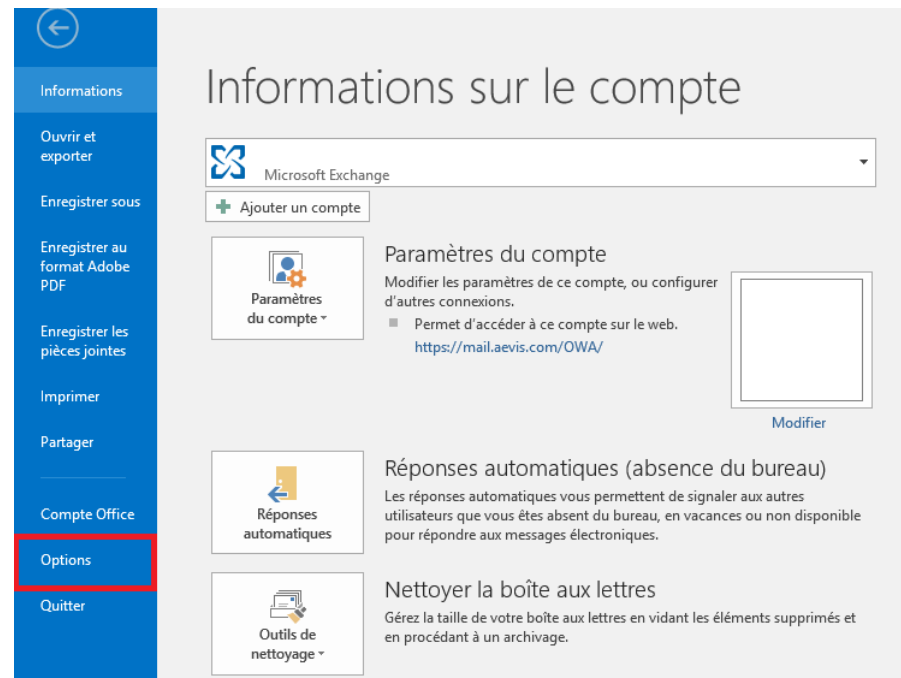 Informations
Ouvrir et
exporter
Enregistrer sous
Enregistrer au
format Adobe
PDF
Enregistrer les
pièces jointes
Imprimer
Partager
Compte Office
Options
Quitter
Informations sur le compte
Microsoft Exchange
Ajouter un compte
Paramètres
du compte
Paramètres du compte
Modifier les paramètres de ce compte, ou configurer
d'autres connexions.
Permet d'accéder à ce compte sur le web.
https://mail.aevis.com/OWA/
Modifier
Réponses
automatiques
Réponses automatiques (absence du bureau)
Les réponses automatiques vous permettent de signaler aux autres
utilisateurs que vous êtes absent du bureau, en vacances ou non disponible
pour répondre aux messages électroniques.
Outils de
nettoyage
Nettoyer la boîte aux lettres
Gérez la taille de votre boîte aux lettres en vidant les éléments supprimés et
en procédant à un archivage.